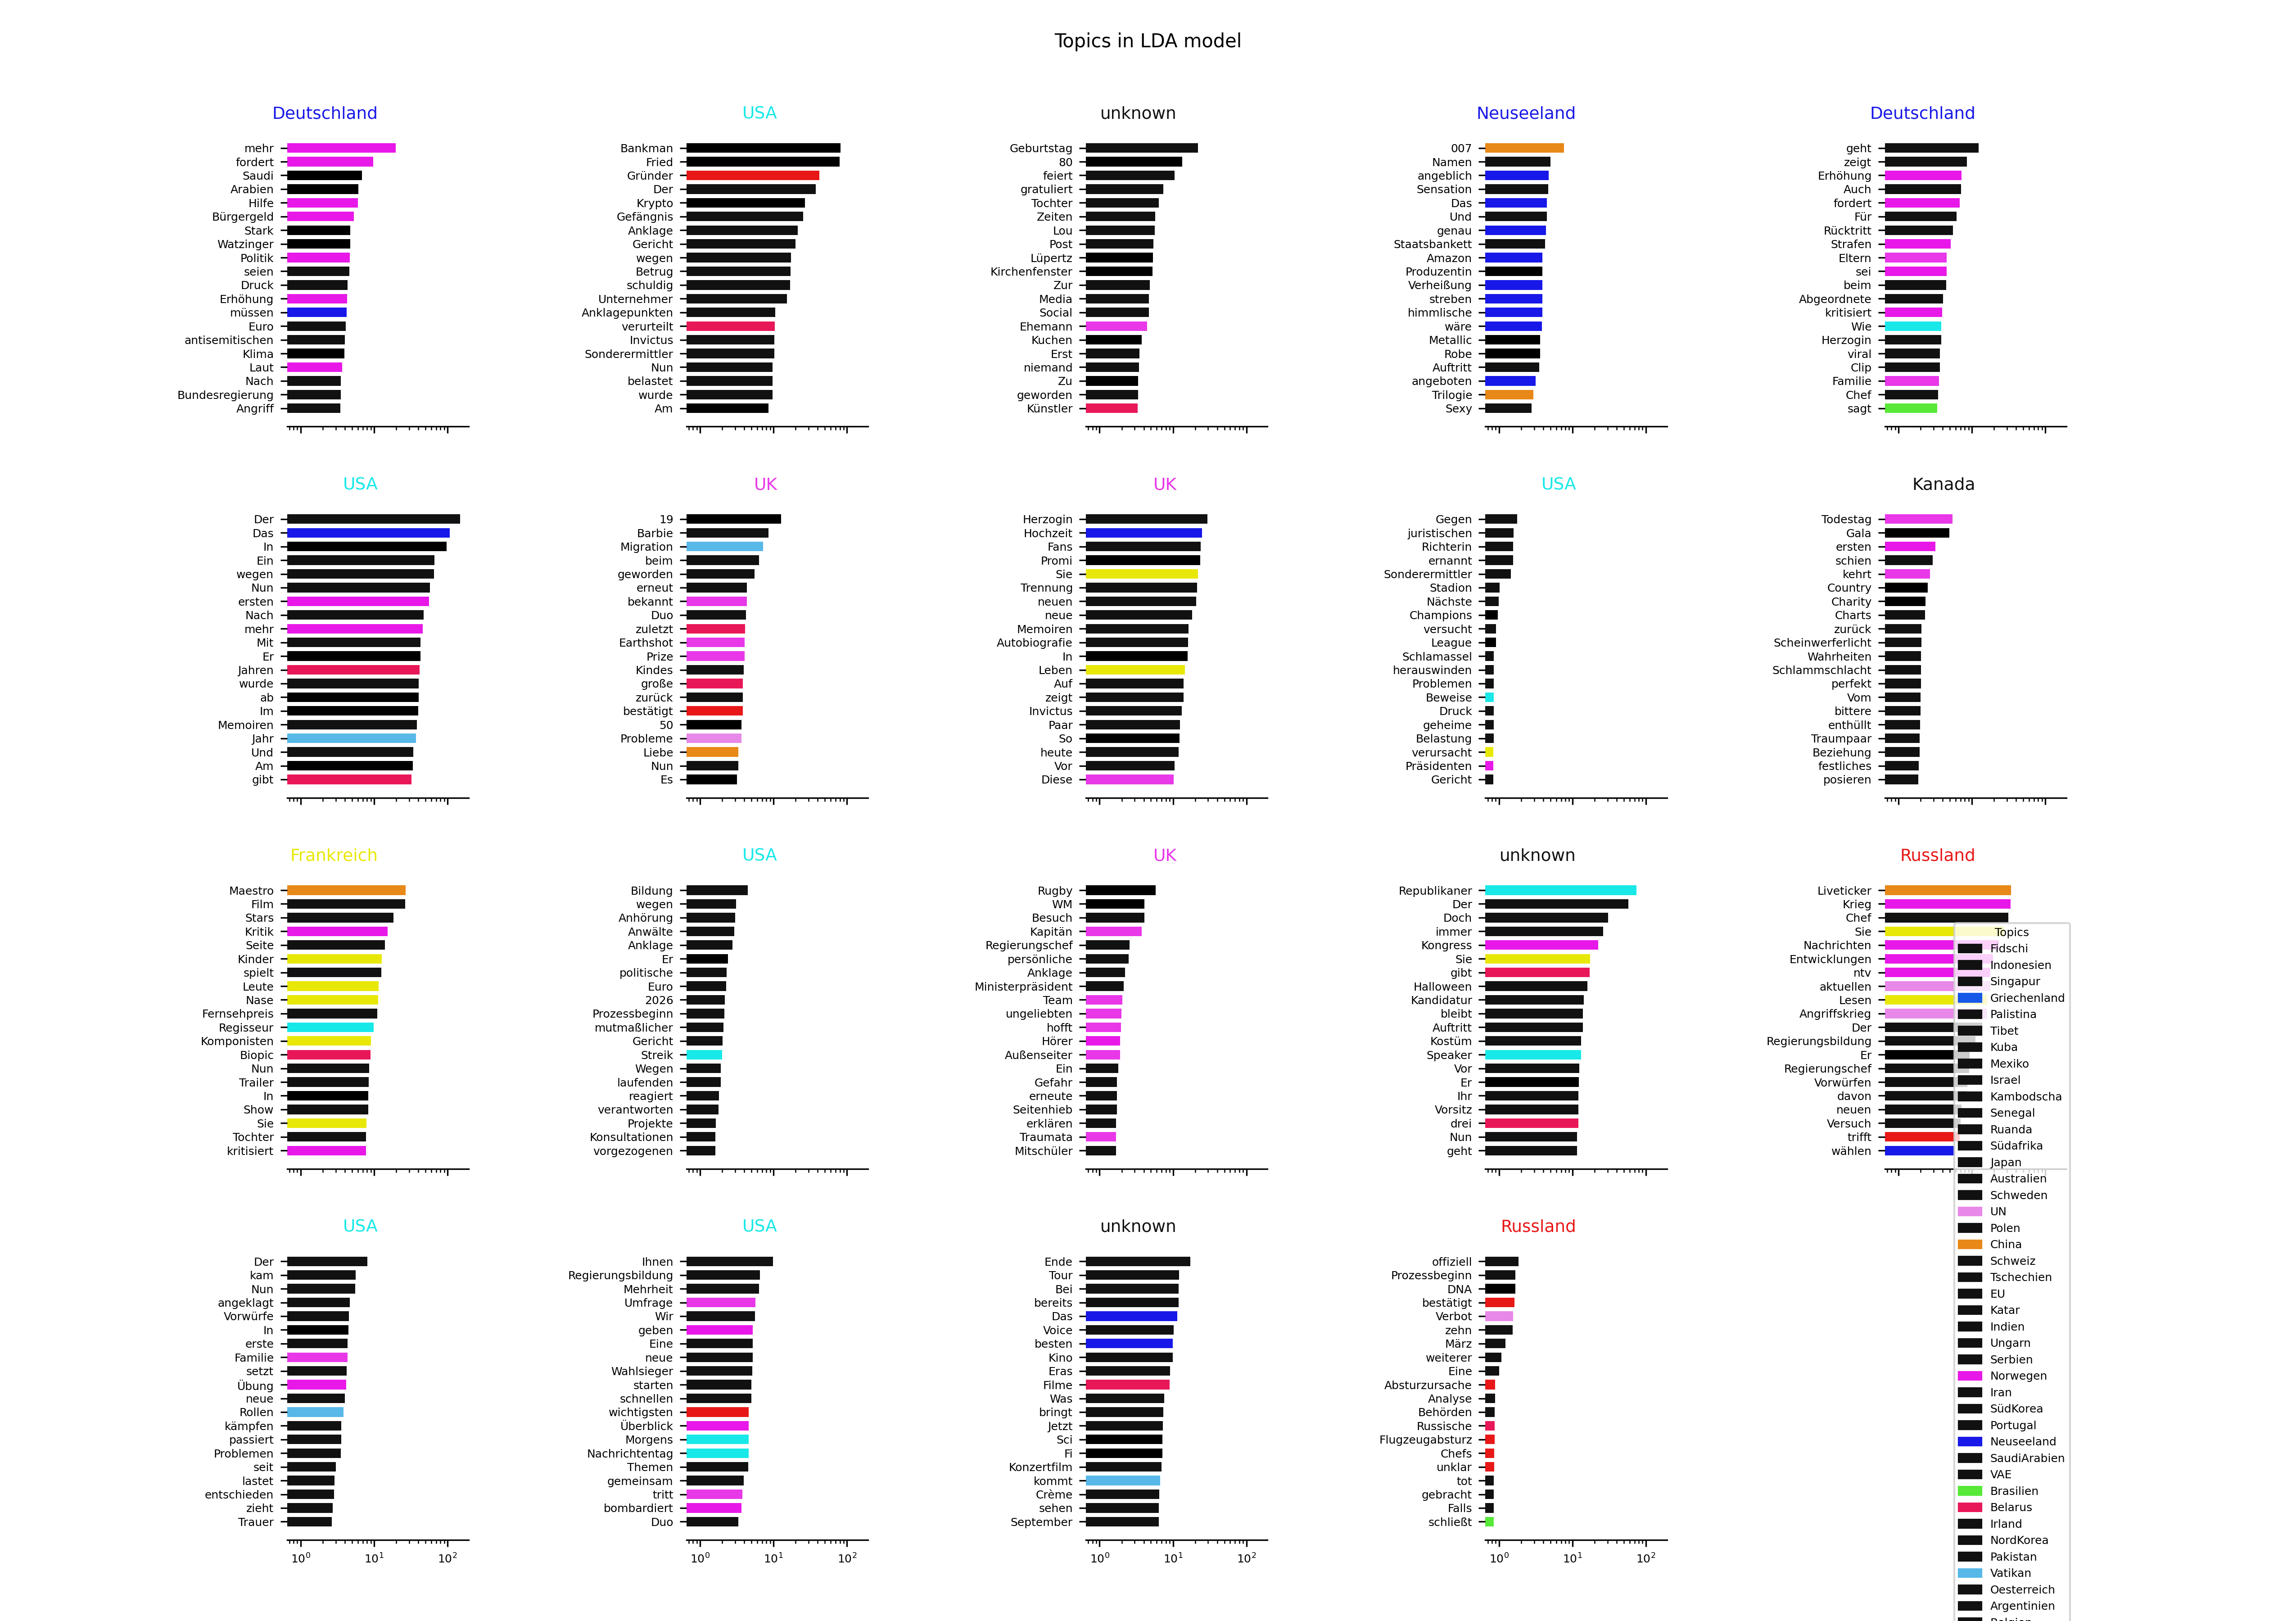 Topics in LDA model
Deutschland
mehr
fordert
Saudi
Arabien
Hilfe
Bürgergeld
Stark
Watzinger
Politik
seien
Druck
Erhöhung
müssen
Euro
antisemitischen
Klima
Laut
Nach
Bundesregierung
Angriff
USA
Bankman
Fried
Gründer
Der
Krypto
Gefängnis
Anklage
Gericht
wegen
Betrug
schuldig
Unternehmer
Anklagepunkten
verurteilt
Invictus
Sonderermittler
Nun
belastet
wurde
Am
unknown
Geburtstag
80
feiert
gratuliert
Tochter
Zeiten
Lou
Post
Lüpertz
Kirchenfenster
Zur
Media
Social
Ehemann
Kuchen
Erst
niemand
Zu
geworden
Künstler
Neuseeland
007
Namen
angeblich
Sensation
Das
Und
genau
Staatsbankett
Amazon
Produzentin
Verheißung
streben
himmlische
wäre
Metallic
Robe
Auftritt
angeboten
Trilogie
Sexy
Deutschland
geht
zeigt
Erhöhung
Auch
fordert
Für
Rücktritt
Strafen
Eltern
sei
beim
Abgeordnete
kritisiert
Wie
Herzogin
viral
Clip
Familie
Chef
sagt
USA
Der
Das
In
Ein
wegen
Nun
ersten
Nach
mehr
Mit
Er
Jahren
wurde
ab
Im
Memoiren
Jahr
Und
Am
gibt
UK
19
Barbie
Migration
beim
geworden
erneut
bekannt
Duo
zuletzt
Earthshot
Prize
Kindes
große
zurück
bestätigt
50
Probleme
Liebe
Nun
Es
UK
Herzogin
Hochzeit
Fans
Promi
Sie
Trennung
neuen
neue
Memoiren
Autobiografie
In
Leben
Auf
zeigt
Invictus
Paar
So
heute
Vor
Diese
USA
Gegen
juristischen
Richterin
ernannt
Sonderermittler
Stadion
Nächste
Champions
versucht
League
Schlamassel
herauswinden
Problemen
Beweise
Druck
geheime
Belastung
verursacht
Präsidenten
Gericht
Kanada
Todestag
Gala
ersten
schien
kehrt
Country
Charity
Charts
zurück
Scheinwerferlicht
Wahrheiten
Schlammschlacht
perfekt
Vom
bittere
enthüllt
Traumpaar
Beziehung
festliches
posieren
Frankreich
Maestro
Film
Stars
Kritik
Seite
Kinder
spielt
Leute
Nase
Fernsehpreis
Regisseur
Komponisten
Biopic
Nun
Trailer
In
Show
Sie
Tochter
kritisiert
USA
Bildung
wegen
Anhörung
Anwälte
Anklage
Er
politische
Euro
2026
Prozessbeginn
mutmaßlicher
Gericht
Streik
Wegen
laufenden
reagiert
verantworten
Projekte
Konsultationen
vorgezogenen
UK
Rugby
WM
Besuch
Kapitän
Regierungschef
persönliche
Anklage
Ministerpräsident
Team
ungeliebten
hofft
Hörer
Außenseiter
Ein
Gefahr
erneute
Seitenhieb
erklären
Traumata
Mitschüler
unknown
Republikaner
Der
Doch
immer
Kongress
Sie
gibt
Halloween
Kandidatur
bleibt
Auftritt
Kostüm
Speaker
Vor
Er
Ihr
Vorsitz
drei
Nun
geht
Russland
Liveticker
Krieg
Chef
Sie
Nachrichten
Entwicklungen
ntv
aktuellen
Lesen
Angriffskrieg
Der
Regierungsbildung
Er
Regierungschef
Vorwürfen
davon
neuen
Versuch
trifft
wählen
USA
Der
kam
Nun
angeklagt
Vorwürfe
In
erste
Familie
setzt
Übung
neue
Rollen
kämpfen
passiert
Problemen
seit
lastet
entschieden
zieht
Trauer
10⁰ 10¹ 10²
USA
Ihnen
Regierungsbildung
Mehrheit
Umfrage
Wir
geben
Eine
neue
Wahlsieger
starten
schnellen
wichtigsten
Überblick
Morgens
Nachrichtentag
Themen
gemeinsam
tritt
bombardiert
Duo
10⁰ 10¹ 10²
unknown
Ende
Tour
Bei
bereits
Das
Voice
besten
Kino
Eras
Filme
Was
bringt
Jetzt
Sci
Fi
Konzertfilm
kommt
Crème
sehen
September
10⁰ 10¹ 10²
Russland
offiziell
Prozessbeginn
DNA
bestätigt
Verbot
zehn
März
weiterer
Eine
Absturzursache
Analyse
Behörden
Russische
Flugzeugabsturz
Chefs
unklar
tot
gebracht
Falls
schließt
10⁰ 10¹ 10²
Topics
Fidschi
Indonesien
Singapur
Griechenland
Palistina
Tibet
Kuba
Mexiko
Israel
Kambodscha
Senegal
Ruanda
Südafrika
Japan
Australien
Schweden
UN
Polen
China
Schweiz
Tschechien
EU
Katar
Indien
Ungarn
Serbien
Norwegen
Iran
SüdKorea
Portugal
Neuseeland
SaudiArabien
VAE
Brasilien
Belarus
Irland
NordKorea
Pakistan
Vatikan
Oesterreich
Argentinien